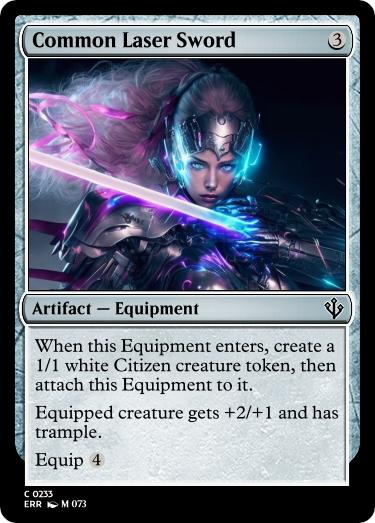 Common Laser Sword 3
Artifact — Equipment
When this Equipment enters, create a
1/1 white Citizen creature token, then
attach this Equipment to it.
Equipped creature gets +2/+1 and has
trample.
Equip 4
C 0233
ERR M 073